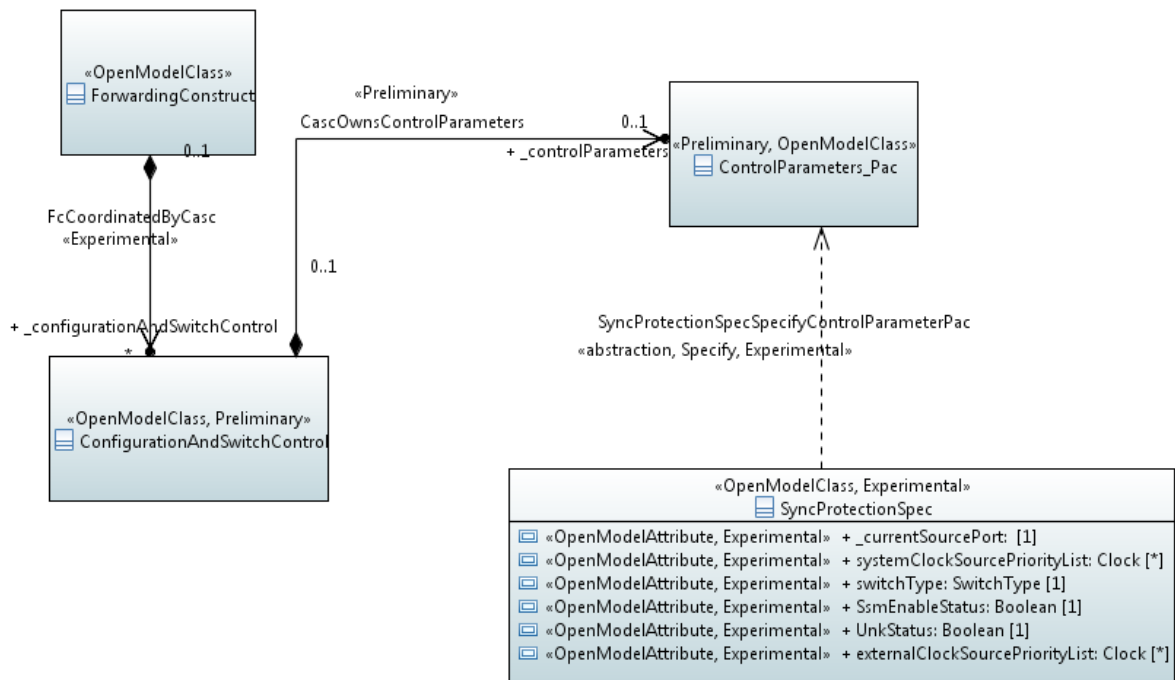 «OpenModelClass»
ForwardingConstruct
0..1
FcCoordinatedByCasc
«Experimental»
+ _configurationAndSwitchControl
*
«OpenModelClass, Preliminary»
ConfigurationAndSwitchControl
«Preliminary»
CascOwnsControlParameters
0..1
+ _controlParameters
0..1
«Preliminary, OpenModelClass»
ControlParameters_Pac
SyncProtectionSpecSpecifyControlParameterPac
«abstraction, Specify, Experimental»
«OpenModelClass, Experimental»
SyncProtectionSpec
«OpenModelAttribute, Experimental» + _currentSourcePort: [1]
«OpenModelAttribute, Experimental» + systemClockSourcePriorityList: Clock [*]
«OpenModelAttribute, Experimental» + switchType: SwitchType [1]
«OpenModelAttribute, Experimental» + SsmEnableStatus: Boolean [1]
«OpenModelAttribute, Experimental» + UnkStatus: Boolean [1]
«OpenModelAttribute, Experimental» + externalClockSourcePriorityList: Clock [*]